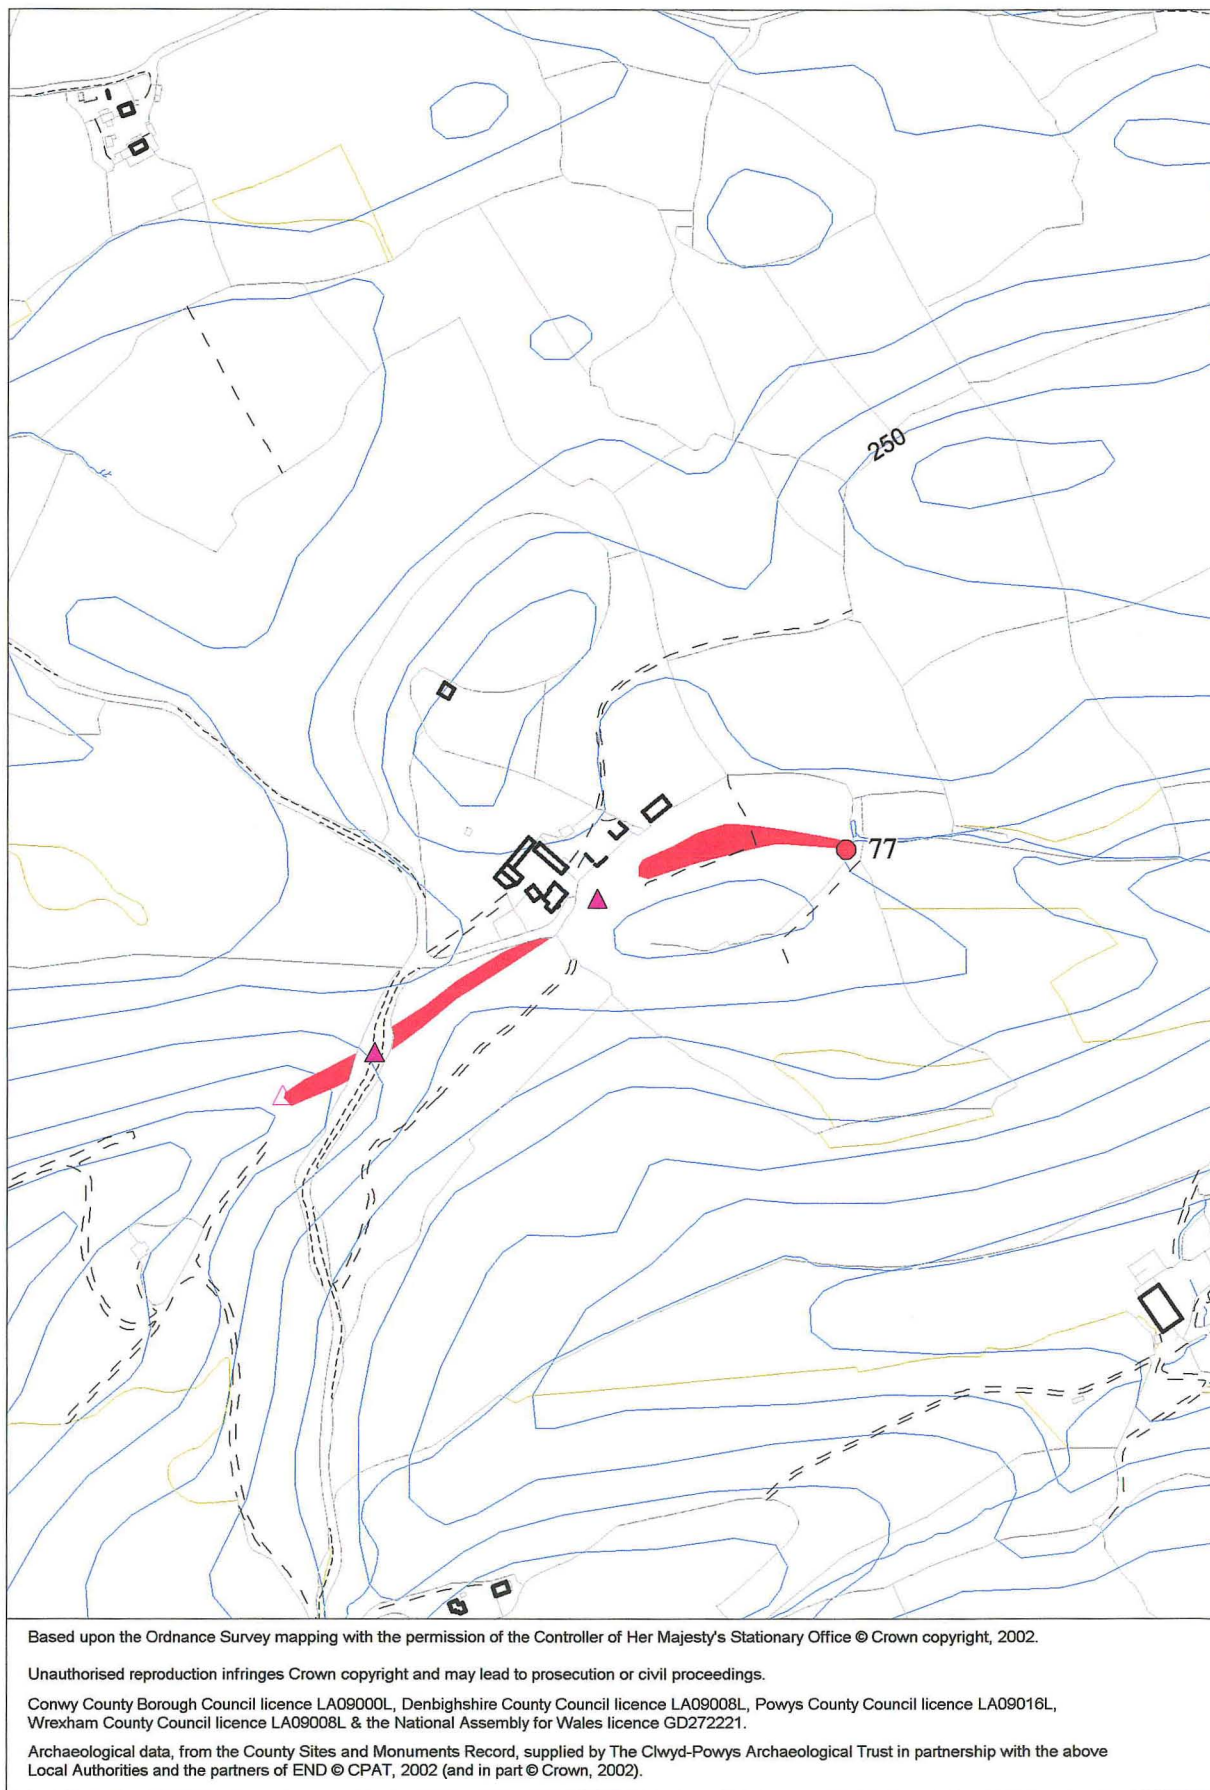 250
77
Based upon the Ordnance Survey mapping with the permission of the Controller of Her Majesty's Stationary Office © Crown copyright, 2002.
Unauthorised reproduction infringes Crown copyright and may lead to prosecution or civil proceedings.
Conwy County Borough Council licence LA09000L, Denbighshire County Council licence LA09008L, Powys County Council licence LA09016L,
Wrexham County Council licence LA09008L & the National Assembly for Wales licence GD272221.
Archaeological data, from the County Sites and Monuments Record, supplied by The Clwyd-Powys Archaeological Trust in partnership with the above
Local Authorities and the partners of END © CPAT, 2002 (and in part © Crown, 2002).